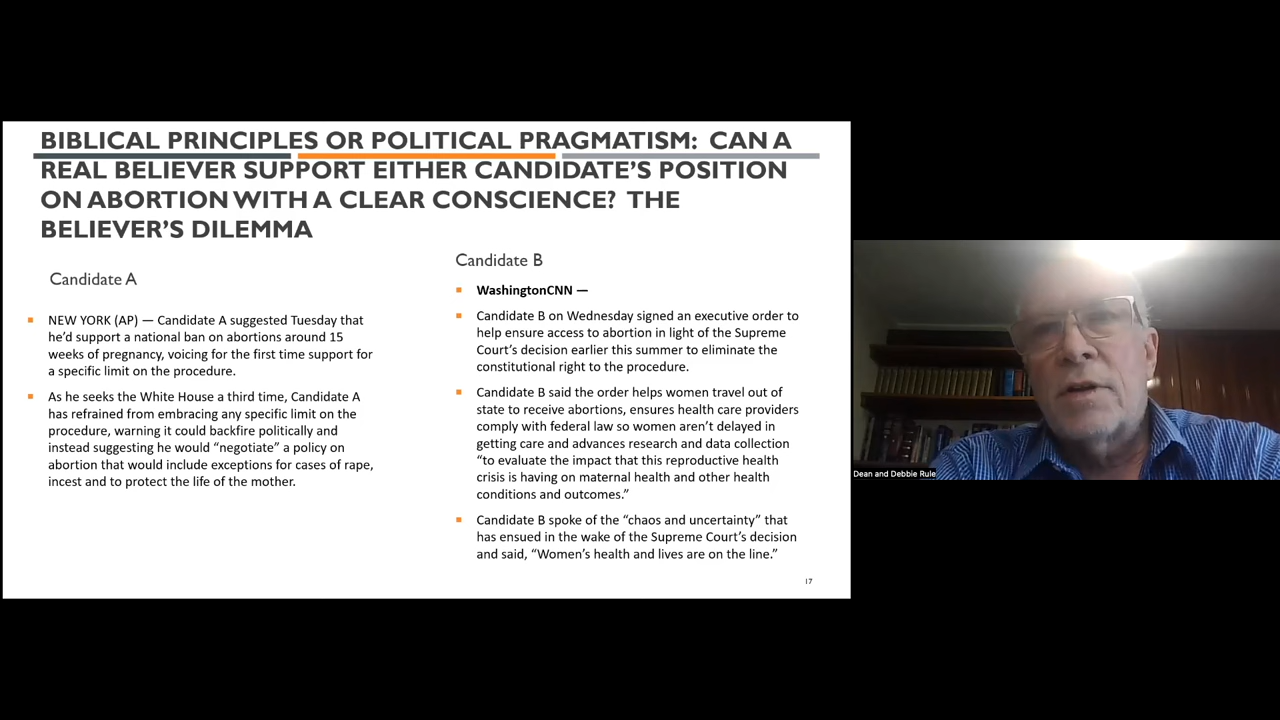 BIBLICAL PRINCIPLES OR POLITICAL PRAGMATISM: CAN A
REAL BELIEVER SUPPORT EITHER CANDIDATE'S POSITION
ON ABORTION WITH A CLEAR CONSCIENCE? THE
BELIEVER'S DILEMMA
Candidate A
NEW YORK (AP) — Candidate A suggested Tuesday that
he'd support a national ban on abortions around 15
weeks of pregnancy, voicing for the first time support for
a specific limit on the procedure.
As he seeks the White House a third time, Candidate A
has refrained from embracing any specific limit on the
procedure, warning it could backfire politically and
instead suggesting he would “negotiate” a policy on
abortion that would include exceptions for cases of rape,
incest and to protect the life of the mother.
Candidate B
WashingtonCNN —
Candidate B on Wednesday signed an executive order to
help ensure access to abortion in light of the Supreme
Court's decision earlier this summer to eliminate the
constitutional right to the procedure.
Candidate B said the order helps women travel out of
state to receive abortions, ensures health care providers
comply with federal law so women aren't delayed in
getting care and advances research and data collection
“to evaluate the impact that this reproductive health
crisis is having on maternal health and other health
conditions and outcomes.”
Candidate B spoke of the “chaos and uncertainty” that
has ensued in the wake of the Supreme Court's decision
and said, “Women's health and lives are on the line.”
17
Dean and Debbie Rule